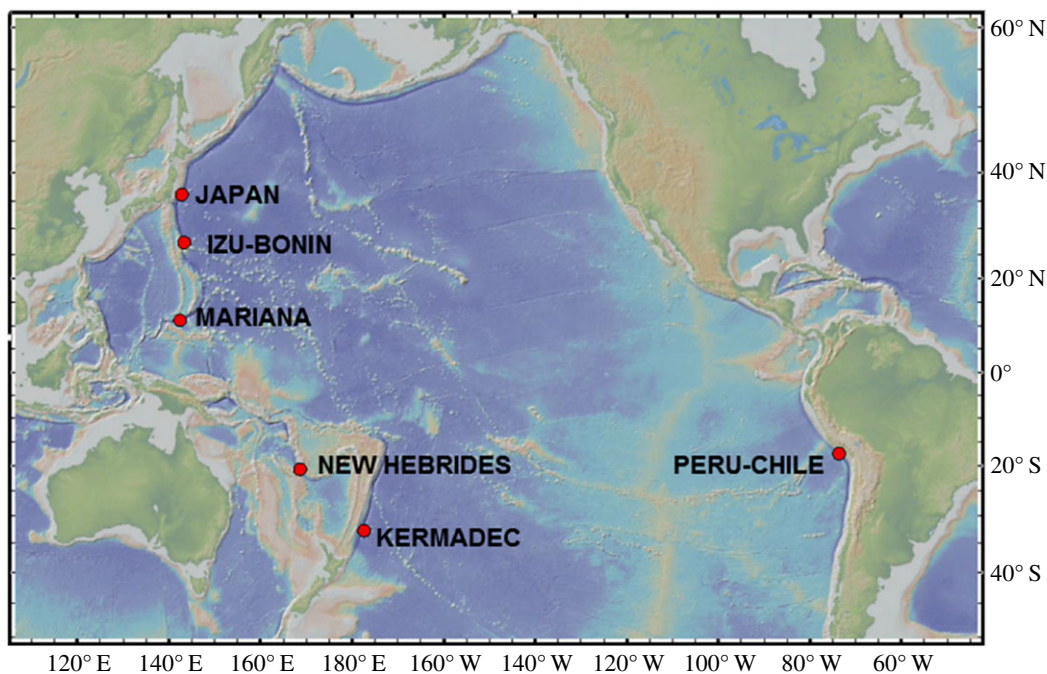 60° N
JAPAN
40° N
IZU-BONIN
20° N
MARIANA
0°
NEW HEBRIDES
PERU-CHILE
20° S
KERMADEC
40° S
120° E 140° E 160° E 180° E 160° W 140° W 120° W 100° W 80° W 60° W